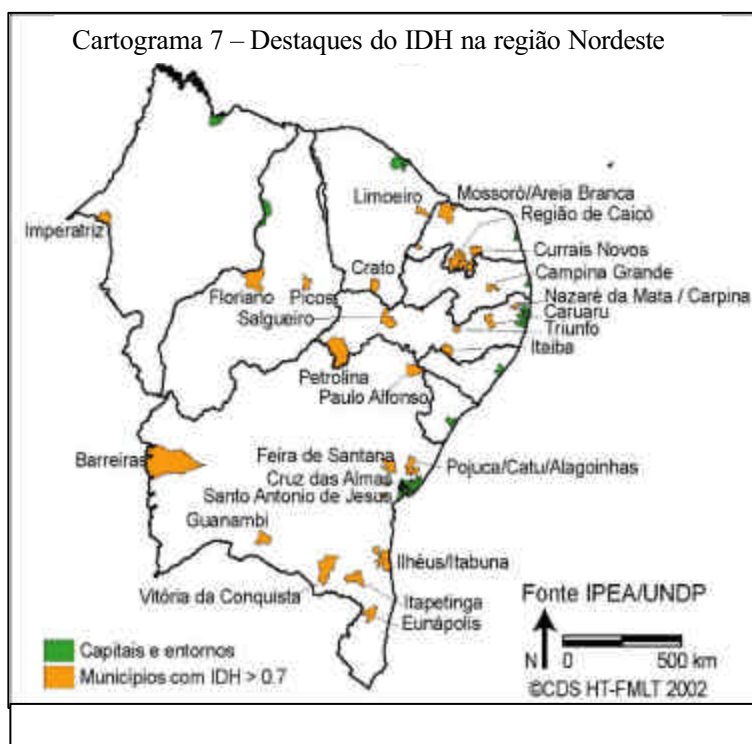 Cartograma 7 – Destaques do IDH na região Nordeste
Limoeiro
Mossoró/Areia Branca
Região de Caicó
Imperatriz
Currais Novos
Crato
Campina Grande
Floriano
Picos
Nazaré da Mata / Carpina
Salgueiro
Caruaru
Triunfo
Itaiba
Petrolina
Paulo Alfonso
Barreiras
Feira de Santana
Pojuca/Catu/Alagoinhas
Cruz das Almas
Santo Antonio de Jesus
Guanambi
Ilhéus/Itabuna
Vitória da Conquista
Itapetinga
Eunápolis
Fonte IPEA/UNDP
Capitais e entornos
Municípios com IDH > 0.7
N
0 500 km
©CDS HT-FMLT 2002